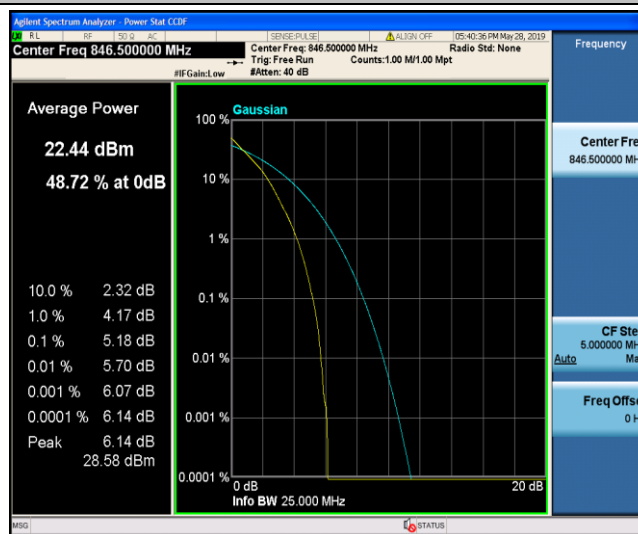 Agilent Spectrum Analyzer - Power Stat CCDF
RL RF 50 Ω AC SENSE:PULSE ALIGN OFF 05:40:36 PM May 28, 2019
Center Freq 846.500000 MHz
Center Freq: 846.500000 MHz Radio Std: None
Trig: Free Run Counts:1.00 M/1.00 Mpt
#IFGain:Low #Atten: 40 dB
Frequency
Average Power
22.44 dBm
48.72 % at 0dB
10.0 % 2.32 dB
1.0 % 4.17 dB
0.1 % 5.18 dB
0.01 % 5.70 dB
0.001 % 6.07 dB
0.0001 % 6.14 dB
Peak 6.14 dB
28.58 dBm
Gaussian
100 %
10 %
1 %
0.1 %
0.01 %
0.001 %
0.0001 %
0 dB 20 dB
Info BW 25.000 MHz
Center Fre
846.500000 MH
CF Ste
5.000000 MH
Auto Ma
Freq Offse
0 H
MSG STATUS